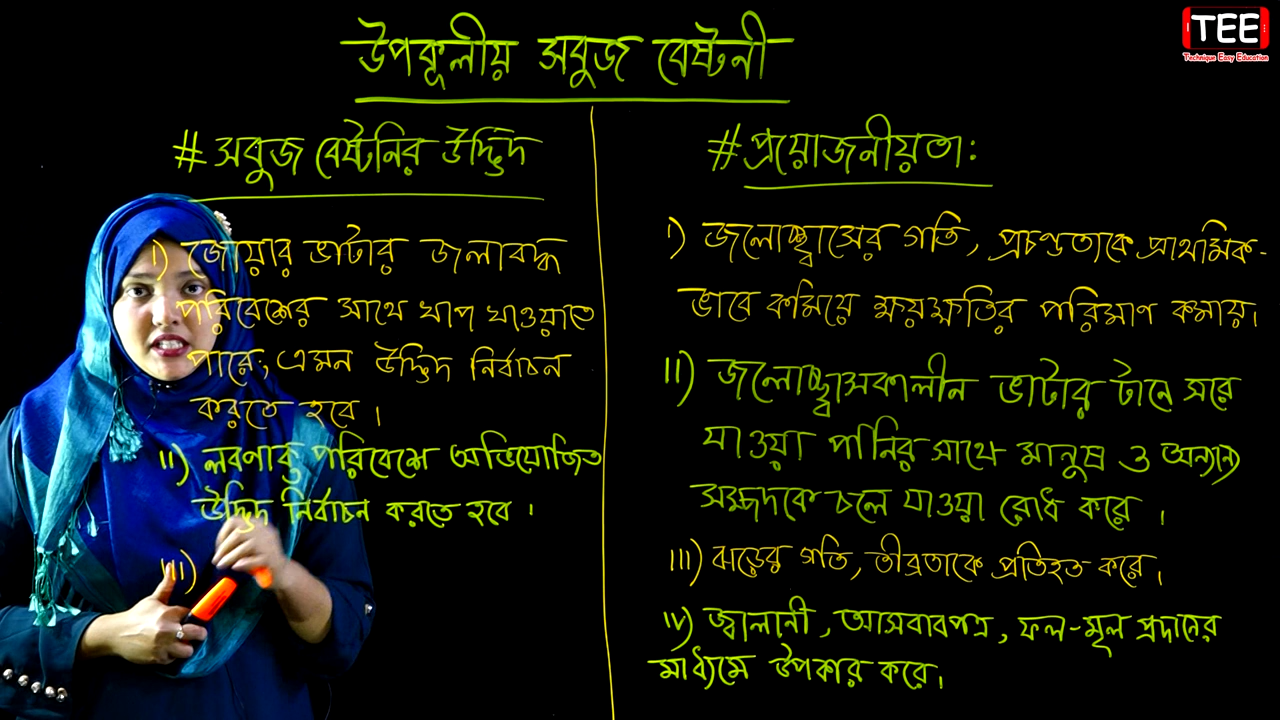 TEE
Technique Easy Education
উপকূলীয় সবুজ বেষ্টনী
# সবুজ বেষ্টনির উদ্ভিদ
i) জোয়ার ভাটার জলাবদ্ধ
পরিবেশের সাথে খাপ খাওয়াতে
পারে; এমন উদ্ভিদ নির্বাচন
করতে হবে।
ii) লবণাক্ত পরিবেশে অভিযোজিত
উদ্ভিদ নির্বাচন করতে হবে।
iii)
# প্রয়োজনীয়তা:
i) জলোচ্ছ্বাসের গতি, প্রচণ্ডতাকে প্রাথমিক-
ভাবে কমিয়ে ক্ষয়ক্ষতির পরিমাণ কমায়।
ii) জলোচ্ছ্বাসকালীন ভাটার টানে সরে
যাওয়া পানির সাথে মানুষ ও অন্যান্য
সম্পদকে চলে যাওয়া রোধ করে।
iii) ঝড়ের গতি, তীব্রতাকে প্রতিহত করে।
iv) জ্বালানী, আসবাবপত্র, ফল-মূল প্রদানের
মাধ্যমে উপকার করে।